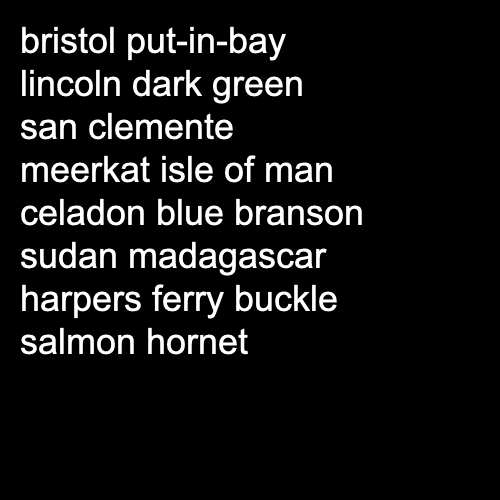 bristol put-in-bay
lincoln dark green
san clemente
meerkat isle of man
celadon blue branson
sudan madagascar
harpers ferry buckle
salmon hornet